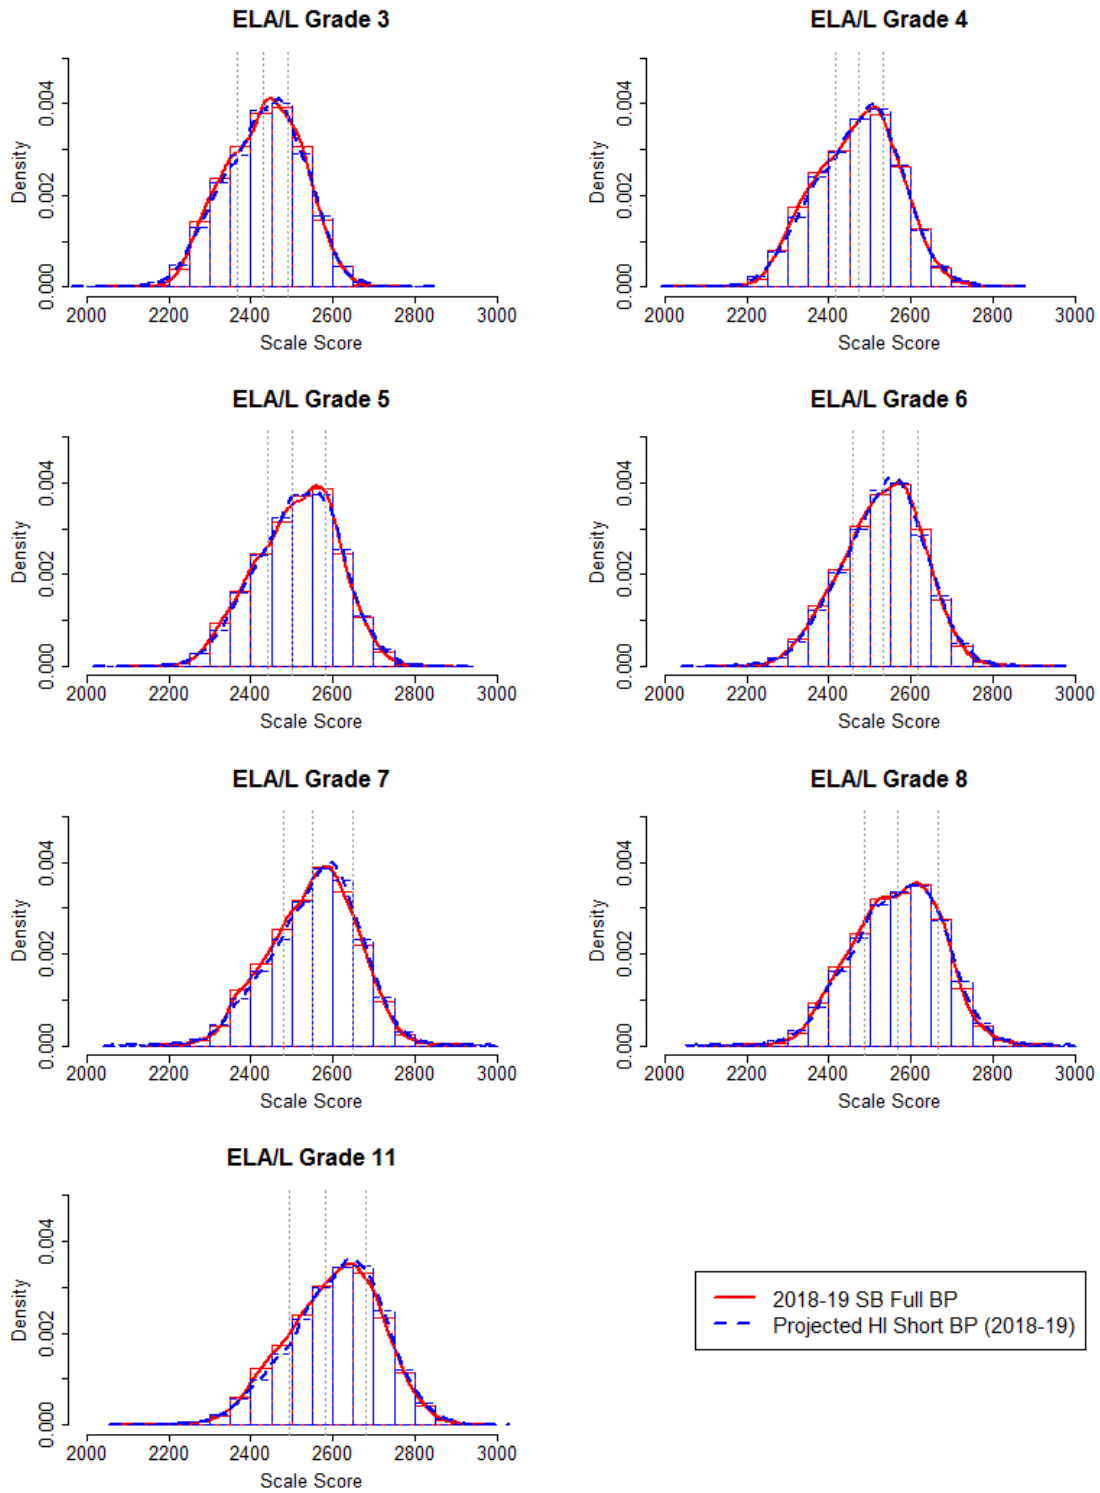 ELA/L Grade 3
Density
0.000 0.002 0.004
2000 2200 2400 2600 2800 3000
Scale Score
ELA/L Grade 4
Density
0.000 0.002 0.004
2000 2200 2400 2600 2800 3000
Scale Score
ELA/L Grade 5
Density
0.000 0.002 0.004
2000 2200 2400 2600 2800 3000
Scale Score
ELA/L Grade 6
Density
0.000 0.002 0.004
2000 2200 2400 2600 2800 3000
Scale Score
ELA/L Grade 7
Density
0.000 0.002 0.004
2000 2200 2400 2600 2800 3000
Scale Score
ELA/L Grade 8
Density
0.000 0.002 0.004
2000 2200 2400 2600 2800 3000
Scale Score
ELA/L Grade 11
Density
0.000 0.002 0.004
2000 2200 2400 2600 2800 3000
Scale Score
2018-19 SB Full BP
Projected HI Short BP (2018-19)